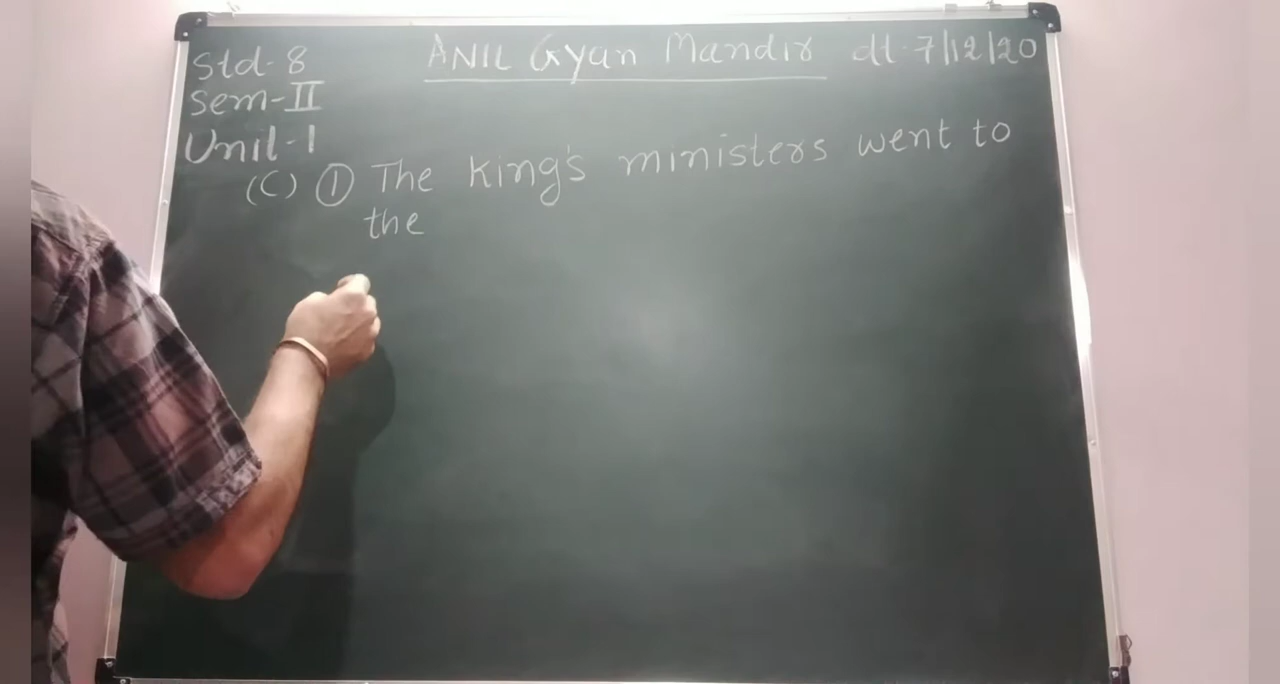 Std-8
ANIL Gyan Mandir dt-7/12/20
Sem-II
Unit-1
(C) ① The King's ministers went to
the